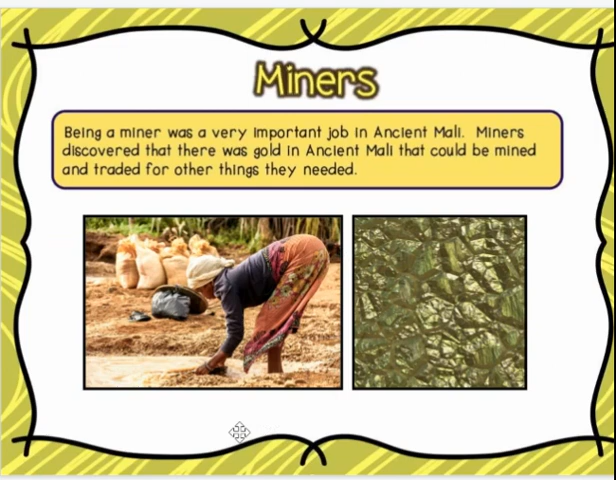 Miners
Being a miner was a very important job in Ancient Mali. Miners
discovered that there was gold in Ancient Mali that could be mined
and traded for other things they needed.